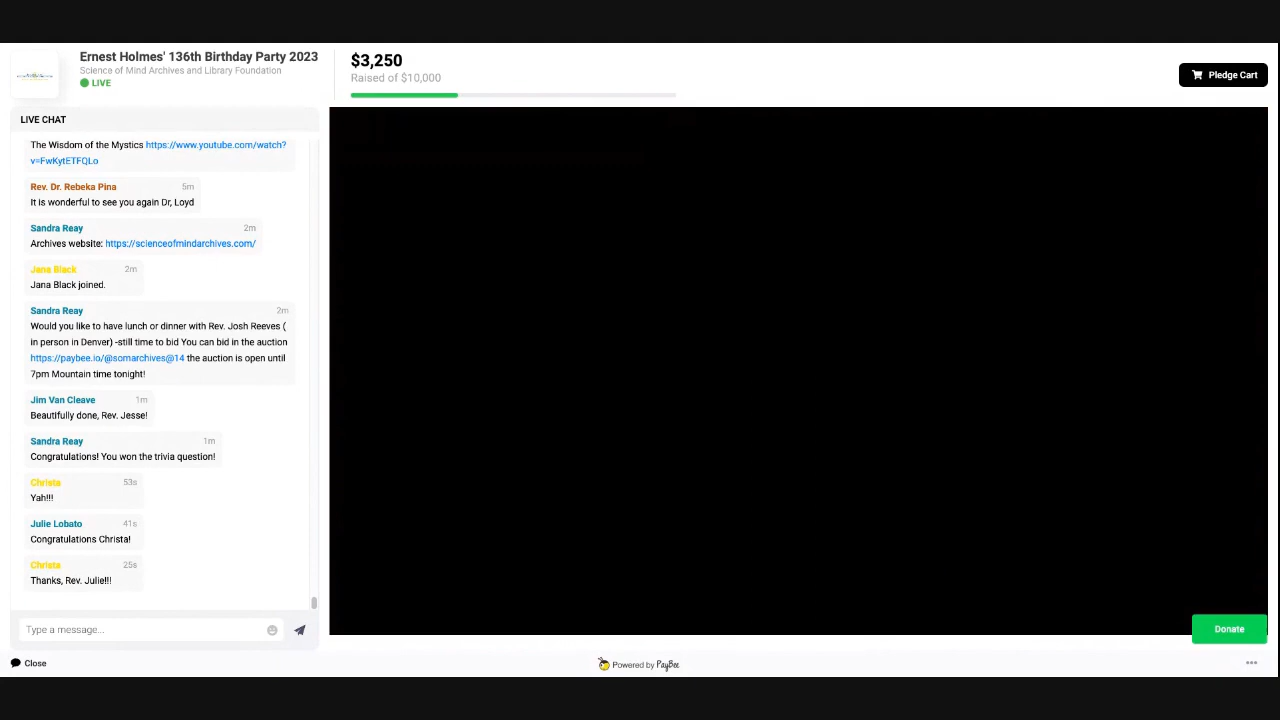 Ernest Holmes' 136th Birthday Party 2023
Science of Mind Archives and Library Foundation
LIVE
$3,250
Raised of $10,000
Pledge Cart
LIVE CHAT
The Wisdom of the Mystics https://www.youtube.com/watch?
v=FwKytETFQLo
Rev. Dr. Rebeka Pina 5m
It is wonderful to see you again Dr, Loyd
Sandra Reay 2m
Archives website: https://scienceofmindarchives.com/
Jana Black 2m
Jana Black joined.
Sandra Reay 2m
Would you like to have lunch or dinner with Rev. Josh Reeves (
in person in Denver) -still time to bid You can bid in the auction
https://paybee.io/@somarchives@14 the auction is open until
7pm Mountain time tonight!
Jim Van Cleave 1m
Beautifully done, Rev. Jesse!
Sandra Reay 1m
Congratulations! You won the trivia question!
Christa 53s
Yah!!!
Julie Lobato 41s
Congratulations Christa!
Christa 25s
Thanks, Rev. Julie!!!
Type a message...
Donate
Close
Powered by PayBee